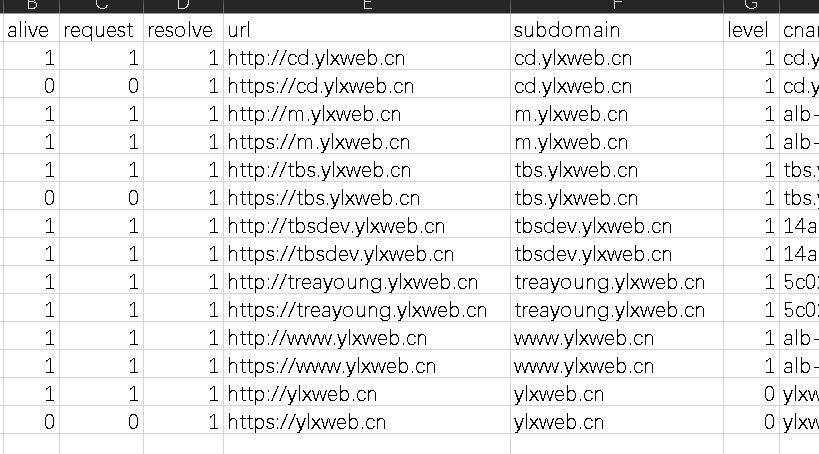 B C D E F G
alive request resolve url subdomain level cnar
1 1 1 http://cd.ylxweb.cn cd.ylxweb.cn 1 cd.y
0 0 1 https://cd.ylxweb.cn cd.ylxweb.cn 1 cd.y
1 1 1 http://m.ylxweb.cn m.ylxweb.cn 1 alb-
1 1 1 https://m.ylxweb.cn m.ylxweb.cn 1 alb-
1 1 1 http://tbs.ylxweb.cn tbs.ylxweb.cn 1 tbs.y
0 0 1 https://tbs.ylxweb.cn tbs.ylxweb.cn 1 tbs.y
1 1 1 http://tbsdev.ylxweb.cn tbsdev.ylxweb.cn 1 14a
1 1 1 https://tbsdev.ylxweb.cn tbsdev.ylxweb.cn 1 14a
1 1 1 http://treayoung.ylxweb.cn treayoung.ylxweb.cn 1 5c02
1 1 1 https://treayoung.ylxweb.cn treayoung.ylxweb.cn 1 5c02
1 1 1 http://www.ylxweb.cn www.ylxweb.cn 1 alb-
1 1 1 https://www.ylxweb.cn www.ylxweb.cn 1 alb-
1 1 1 http://ylxweb.cn ylxweb.cn 0 ylxw
0 0 1 https://ylxweb.cn ylxweb.cn 0 ylxw